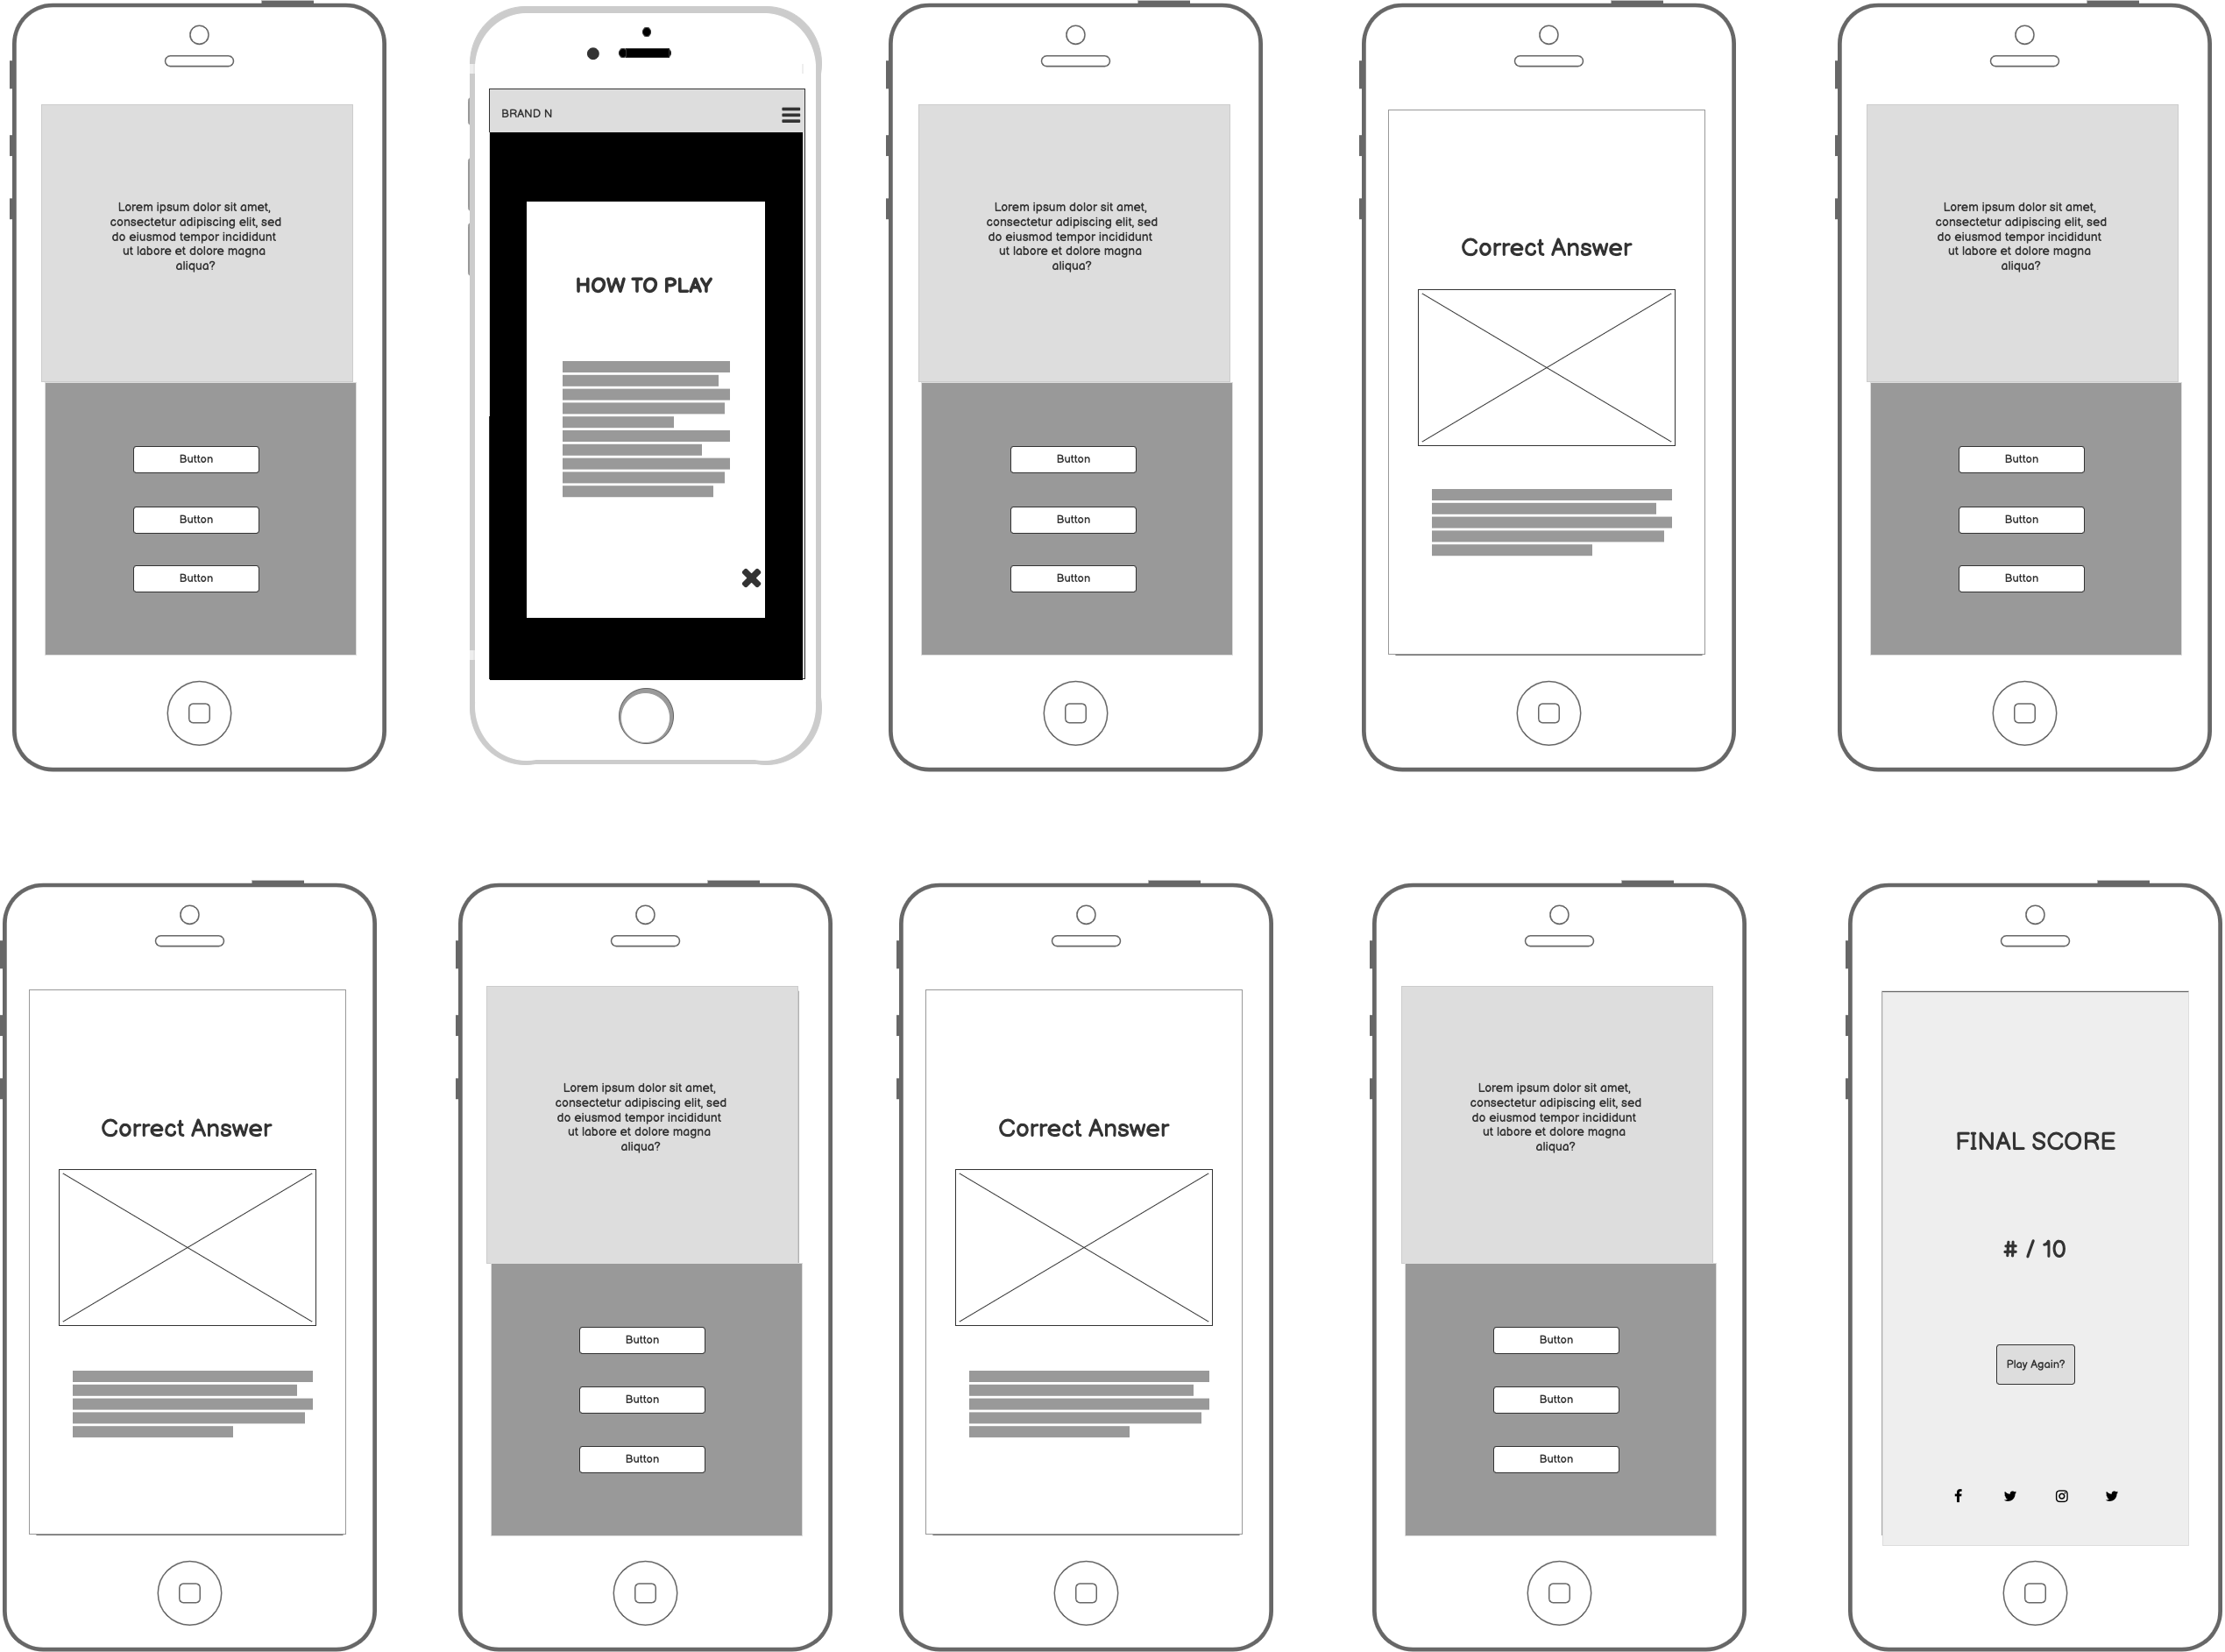 Lorem ipsum dolor sit amet,
consectetur adipiscing elit, sed
do eiusmod tempor incididunt
ut labore et dolore magna
aliqua?
Button
Button
Button
BRAND N
HOW TO PLAY
Lorem ipsum dolor sit amet,
consectetur adipiscing elit, sed
do eiusmod tempor incididunt
ut labore et dolore magna
aliqua?
Button
Button
Button
Correct Answer
Lorem ipsum dolor sit amet,
consectetur adipiscing elit, sed
do eiusmod tempor incididunt
ut labore et dolore magna
aliqua?
Button
Button
Button
Correct Answer
Lorem ipsum dolor sit amet,
consectetur adipiscing elit, sed
do eiusmod tempor incididunt
ut labore et dolore magna
aliqua?
Button
Button
Button
Correct Answer
Lorem ipsum dolor sit amet,
consectetur adipiscing elit, sed
do eiusmod tempor incididunt
ut labore et dolore magna
aliqua?
Button
Button
Button
FINAL SCORE
# / 10
Play Again?